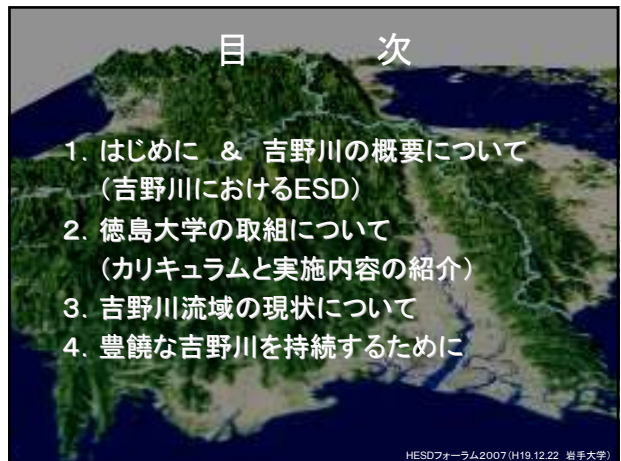 目　　次
1. はじめに　&　吉野川の概要について
（吉野川におけるESD）
2. 徳島大学の取組について
（カリキュラムと実施内容の紹介）
3. 吉野川流域の現状について
4. 豊饒な吉野川を持続するために
HESDフォーラム2007（H19.12.22　岩手大学）